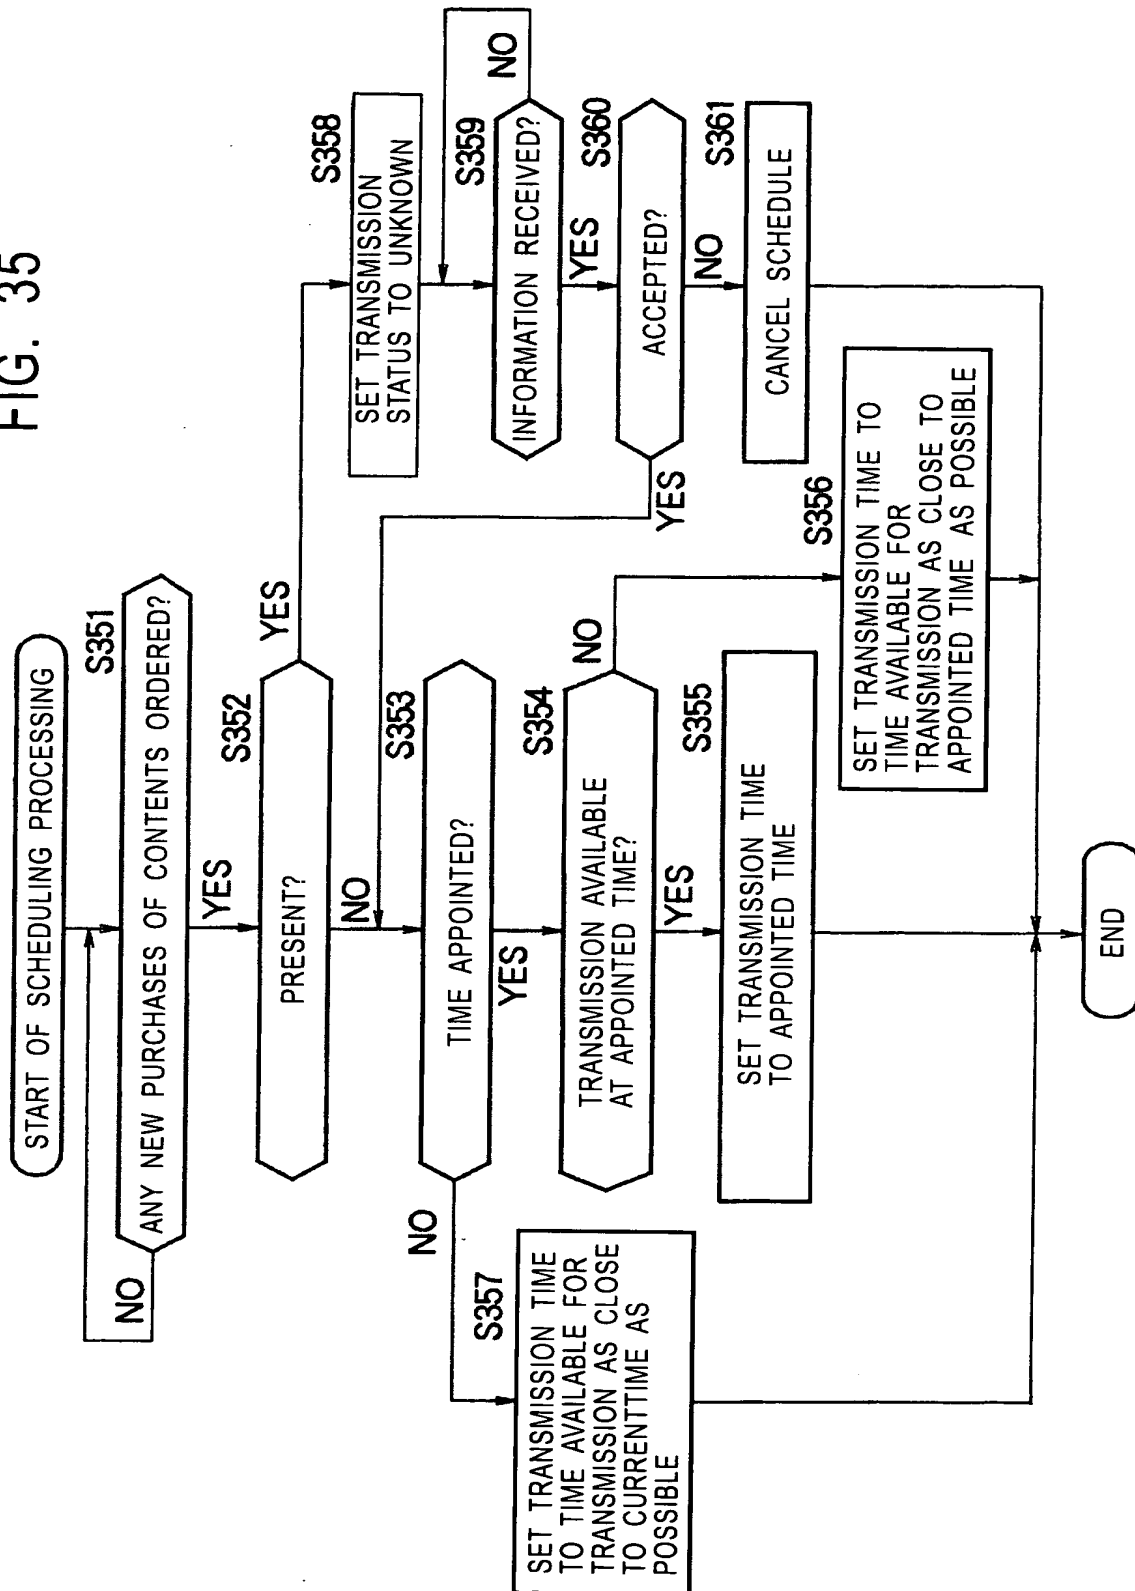 FIG. 35
START OF SCHEDULING PROCESSING
S351
ANY NEW PURCHASES OF CONTENTS ORDERED?
NO
YES
S352
PRESENT?
YES
NO
S353
TIME APPOINTED?
NO
YES
S354
TRANSMISSION AVAILABLE
AT APPOINTED TIME?
NO
YES
S355
SET TRANSMISSION TIME
TO APPOINTED TIME
S356
SET TRANSMISSION TIME TO
TIME AVAILABLE FOR
TRANSMISSION AS CLOSE TO
APPOINTED TIME AS POSSIBLE
S357
SET TRANSMISSION TIME
TO TIME AVAILABLE FOR
TRANSMISSION AS CLOSE
TO CURRENTTIME AS
POSSIBLE
S358
SET TRANSMISSION
STATUS TO UNKNOWN
S359
INFORMATION RECEIVED?
NO
YES
S360
ACCEPTED?
YES
NO
S361
CANCEL SCHEDULE
END